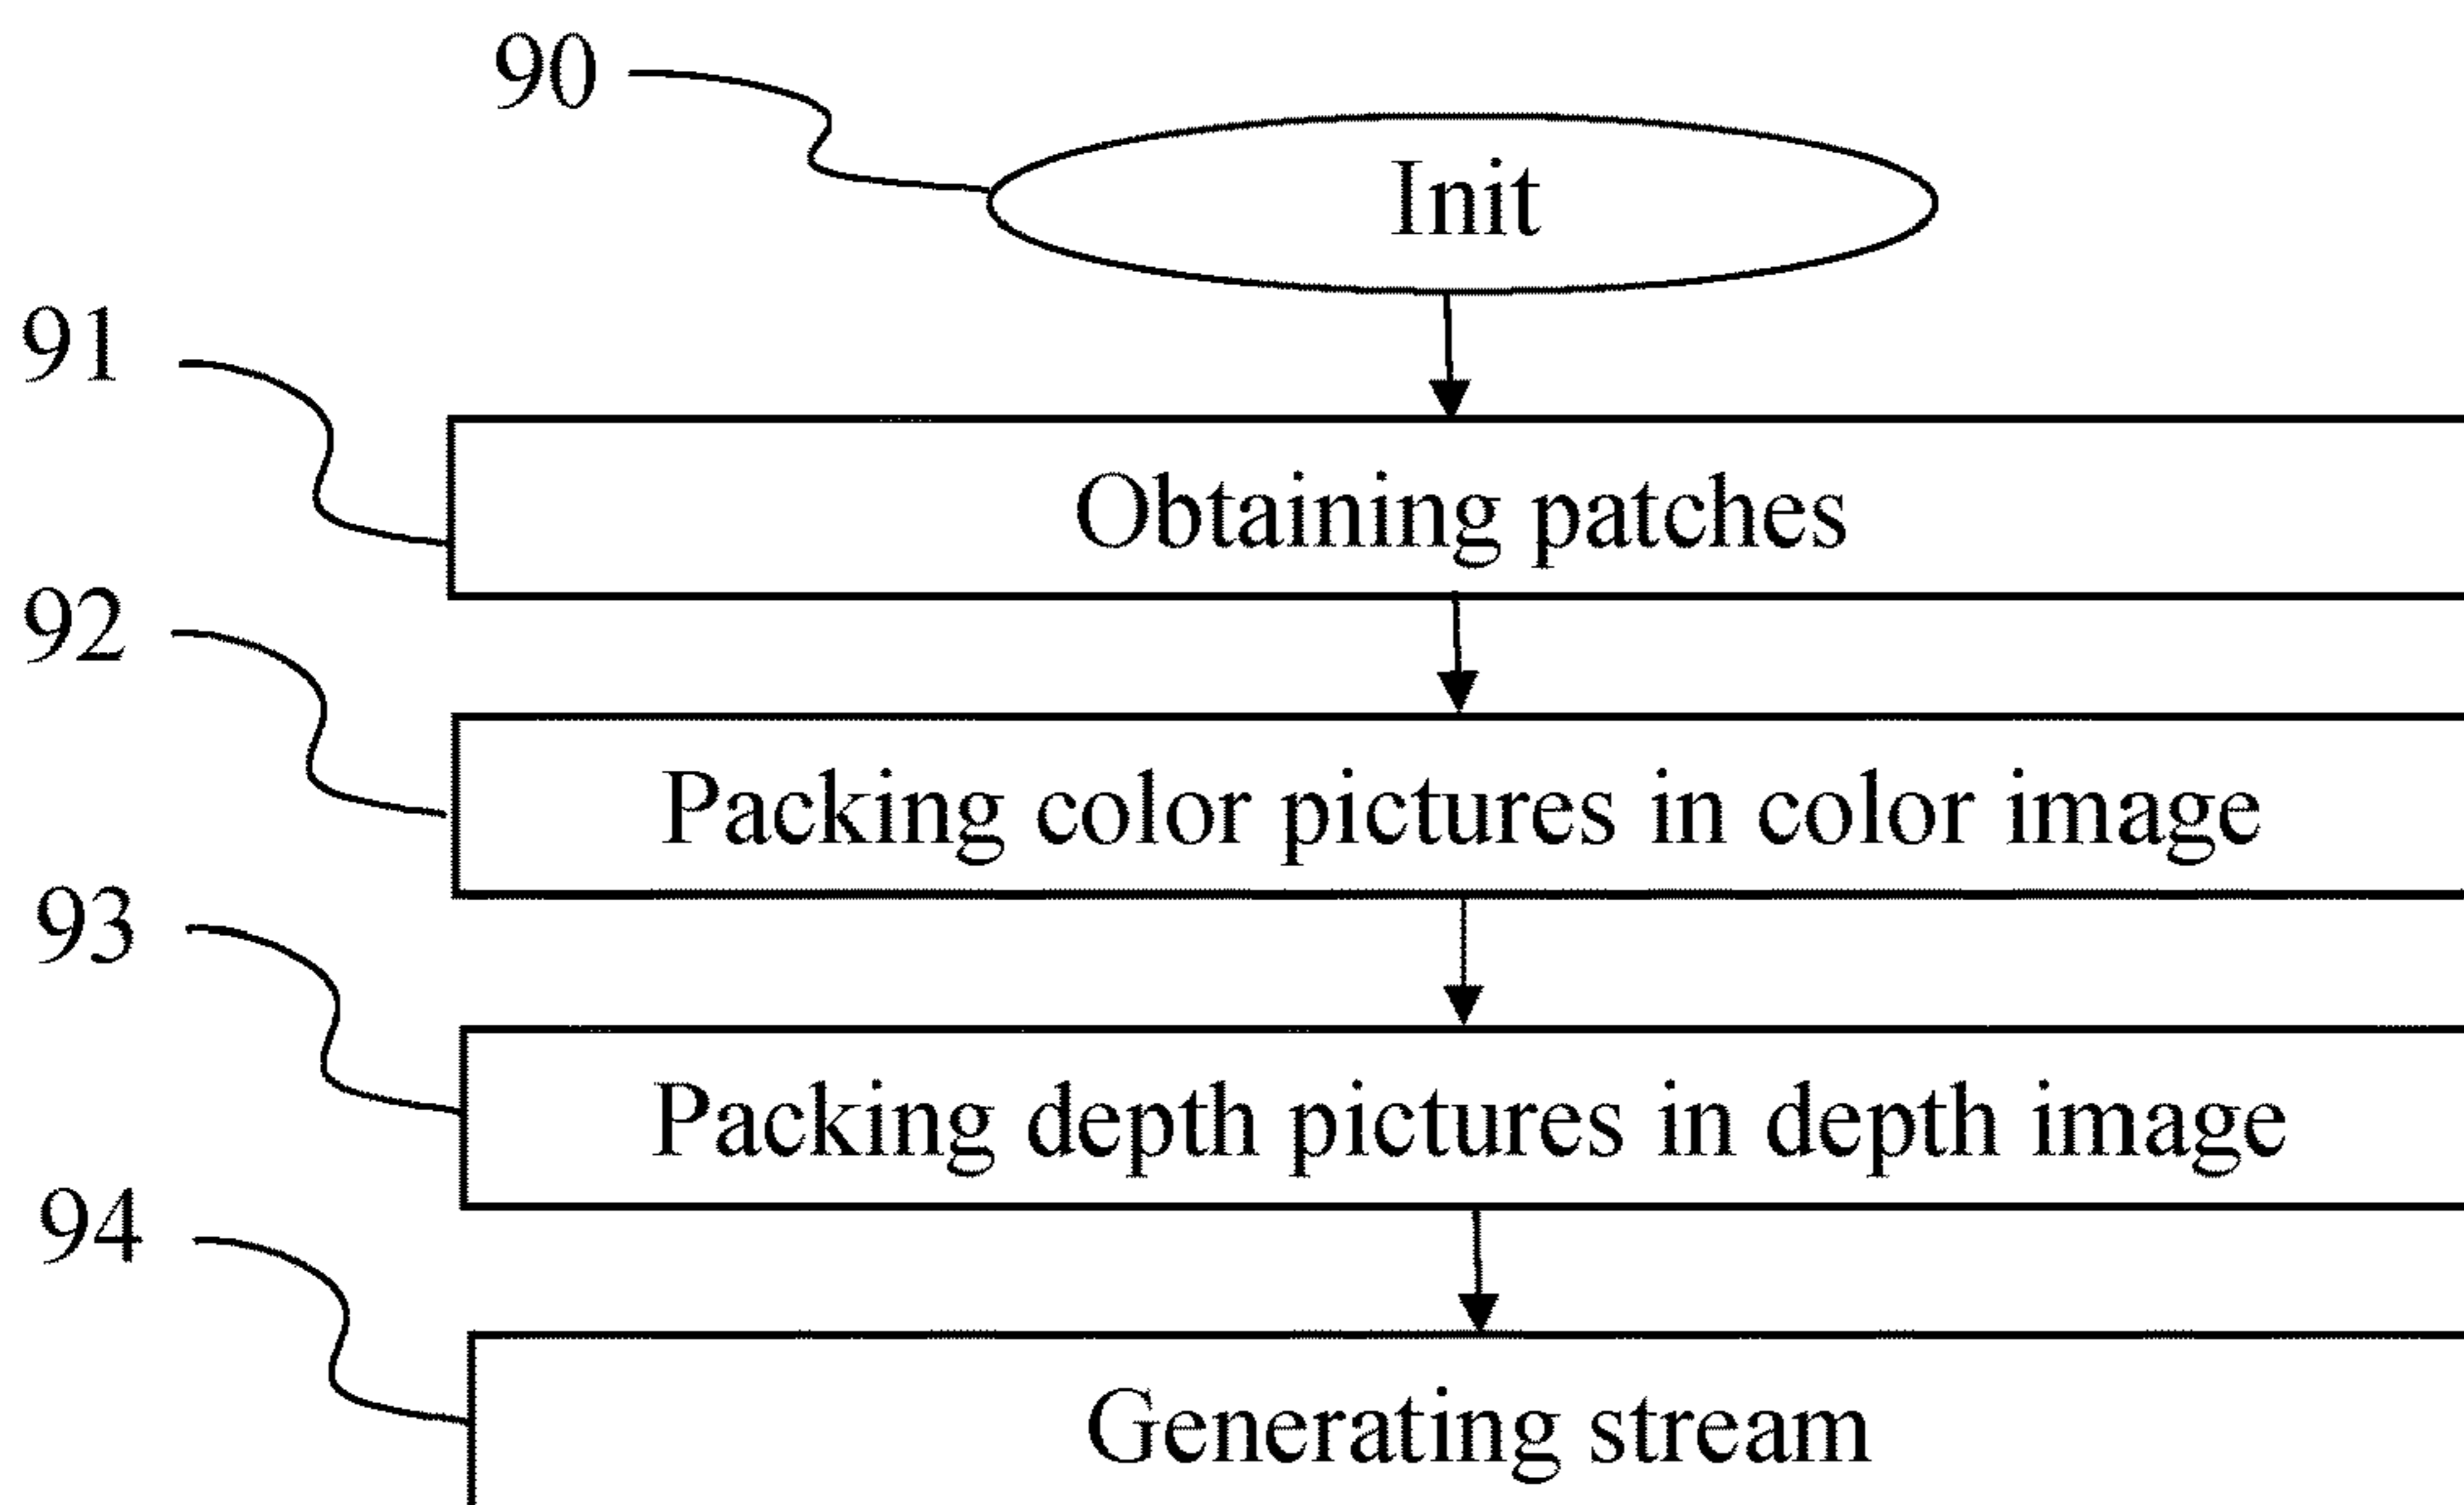 90
Init
91
Obtaining patches
92
Packing color pictures in color image
93
Packing depth pictures in depth image
94
Generating stream